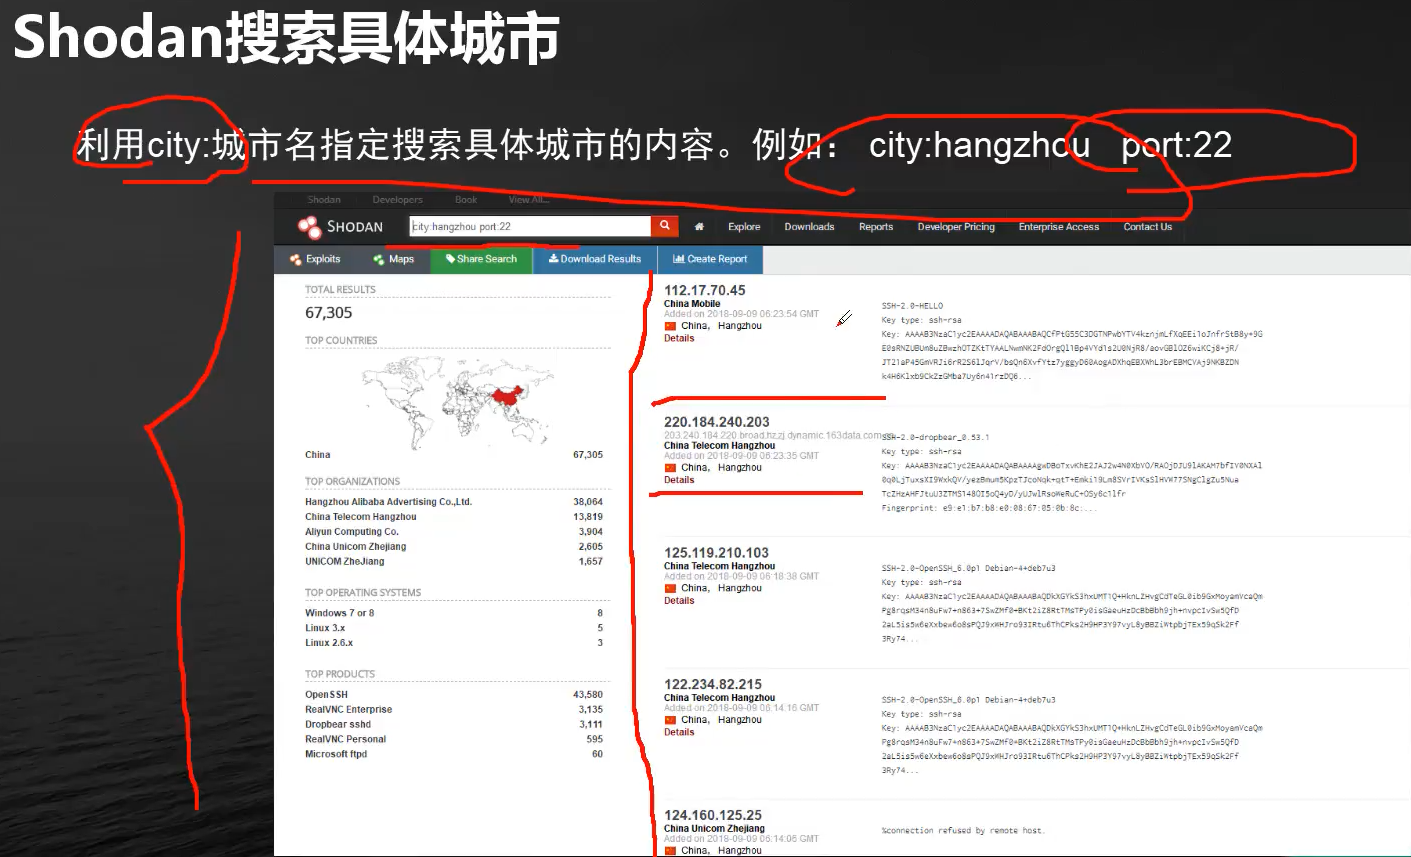 Shodan搜索具体城市
利用city:城市名指定搜索具体城市的内容。例如： city:hangzhou port:22
Shodan Developers Book View All...
SHODAN city:hangzhou port:22 Explore Downloads Reports Developer Pricing Enterprise Access Contact Us
Exploits Maps Share Search Download Results Create Report
TOTAL RESULTS
67,305
TOP COUNTRIES
China 67,305
TOP ORGANIZATIONS
Hangzhou Alibaba Advertising Co.,Ltd. 38,064
China Telecom Hangzhou 13,819
Aliyun Computing Co. 3,904
China Unicom Zhejiang 2,605
UNICOM ZheJiang 1,657
TOP OPERATING SYSTEMS
Windows 7 or 8 8
Linux 3.x 5
Linux 2.6.x 3
TOP PRODUCTS
OpenSSH 43,580
RealVNC Enterprise 3,135
Dropbear sshd 3,111
RealVNC Personal 595
Microsoft ftpd 60
112.17.70.45
China Mobile
Added on 2018-09-09 06:23:54 GMT
China, Hangzhou
Details
SSH-2.0-HELLO
Key type: ssh-rsa
Key:
220.184.240.203
203.240.184.220.broad.hz.zj.dynamic.163data.com
China Telecom Hangzhou
Added on 2018-09-09 06:23:35 GMT
China, Hangzhou
Details
SSH-2.0-dropbear_0.53.1
Key type: ssh-rsa
Key:
Fingerprint: e9:e1:b7:b8:e0:08:67:05:0b:8c:...
125.119.210.103
China Telecom Hangzhou
Added on 2018-09-09 06:18:38 GMT
China, Hangzhou
Details
SSH-2.0-OpenSSH_6.0p1 Debian-4+deb7u3
Key type: ssh-rsa
Key:
3Ry74...
122.234.82.215
China Telecom Hangzhou
Added on 2018-09-09 06:14:16 GMT
China, Hangzhou
Details
SSH-2.0-OpenSSH_6.0p1 Debian-4+deb7u3
Key type: ssh-rsa
Key:
3Ry74...
124.160.125.25
China Unicom Zhejiang
Added on 2018-09-09 06:14:06 GMT
China, Hangzhou
%connection refused by remote host.